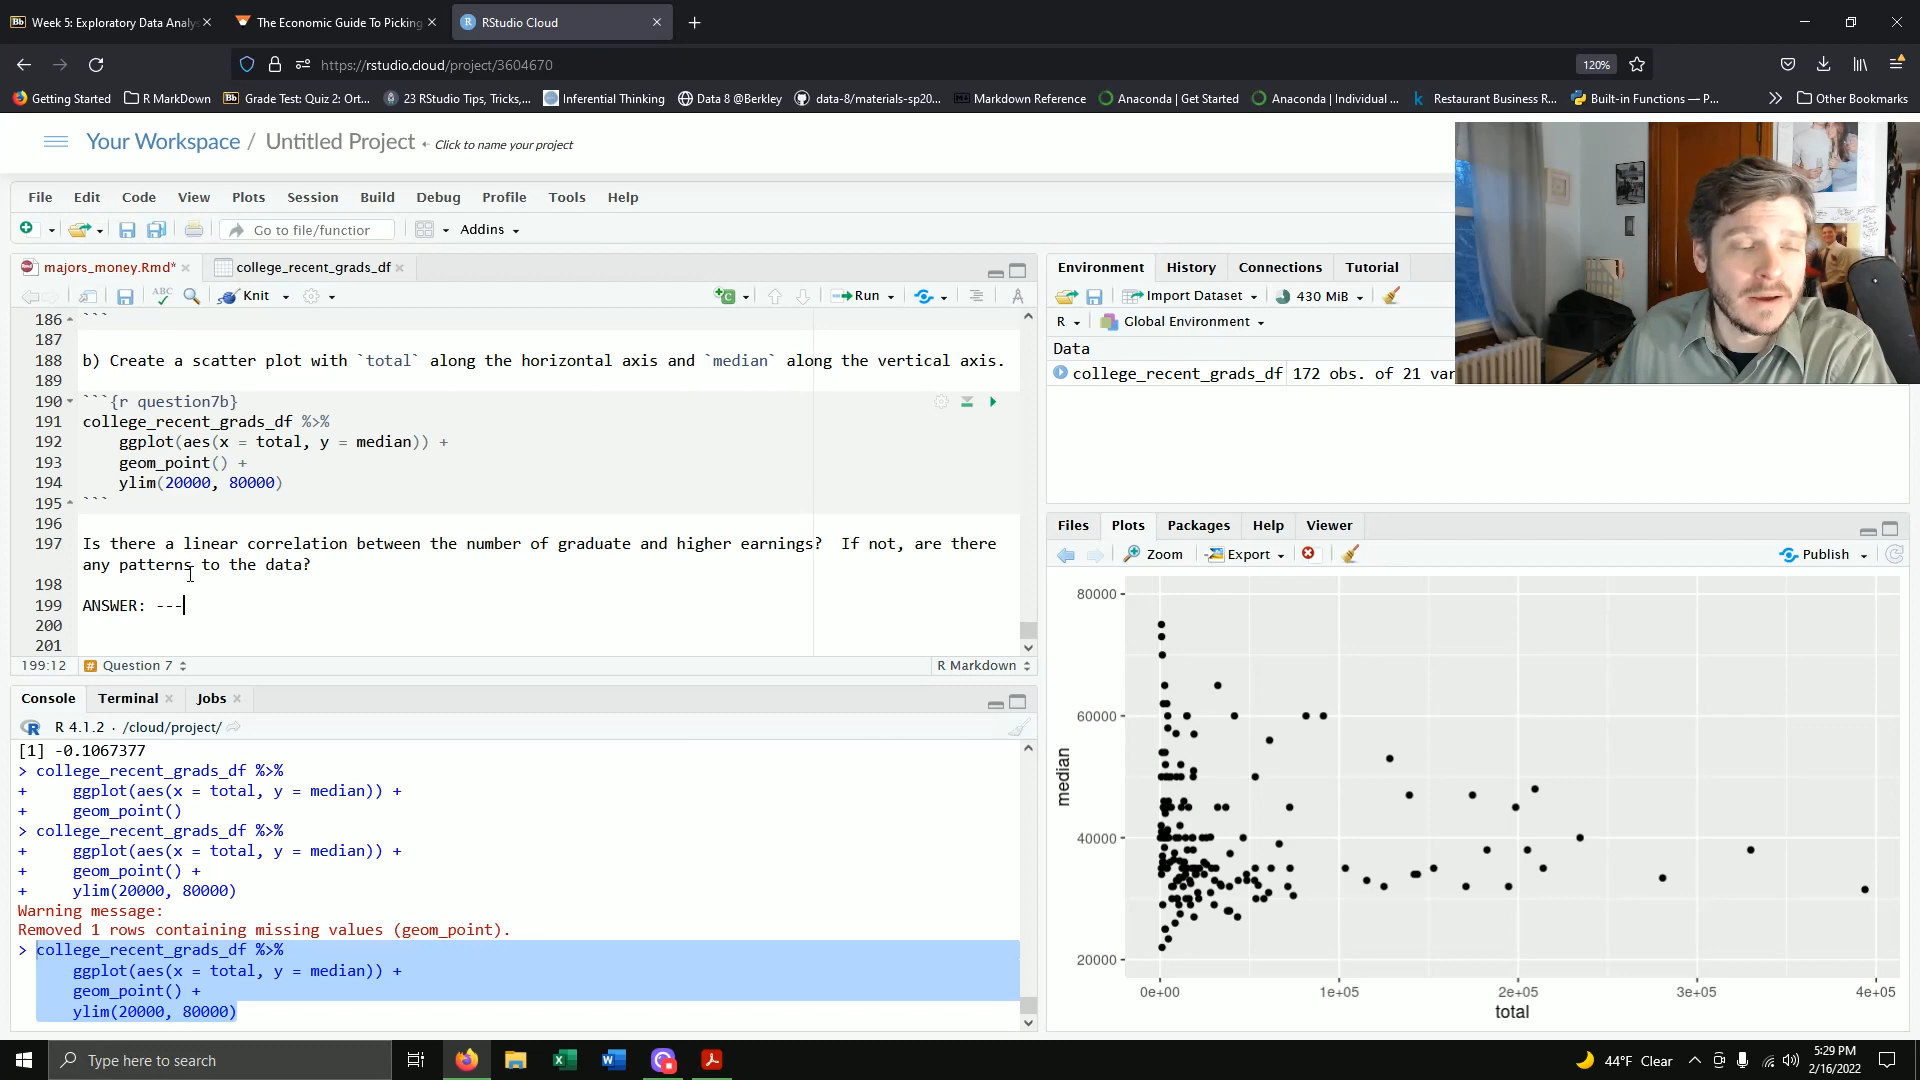 Week 5: Exploratory Data Analy
The Economic Guide To Picking
RStudio Cloud
https://rstudio.cloud/project/3604670
120%
Getting Started
R MarkDown
Grade Test: Quiz 2: Ort...
23 RStudio Tips, Tricks,...
Inferential Thinking
Data 8 @Berkley
data-8/materials-sp20...
Markdown Reference
Anaconda | Get Started
Anaconda | Individual ...
Restaurant Business R...
Built-in Functions — P...
Other Bookmarks
Your Workspace / Untitled Project Click to name your project
File Edit Code View Plots Session Build Debug Profile Tools Help
Go to file/function
Addins
majors_money.Rmd*
college_recent_grads_df
Knit
Run
186 ```
187
188 b) Create a scatter plot with `total` along the horizontal axis and `median` along the vertical axis.
189
190 ```{r question7b}
191 college_recent_grads_df %>%
192 ggplot(aes(x = total, y = median)) +
193 geom_point() +
194 ylim(20000, 80000)
195 ```
196
197 Is there a linear correlation between the number of graduate and higher earnings? If not, are there
any patterns to the data?
198
199 ANSWER: ---
200
201
199:12 Question 7 R Markdown
Console Terminal Jobs
R 4.1.2 · /cloud/project/
[1] -0.1067377
> college_recent_grads_df %>%
+ ggplot(aes(x = total, y = median)) +
+ geom_point()
> college_recent_grads_df %>%
+ ggplot(aes(x = total, y = median)) +
+ geom_point() +
+ ylim(20000, 80000)
Warning message:
Removed 1 rows containing missing values (geom_point).
> college_recent_grads_df %>%
ggplot(aes(x = total, y = median)) +
geom_point() +
ylim(20000, 80000)
Environment History Connections Tutorial
Import Dataset 430 MiB
R Global Environment
Data
college_recent_grads_df 172 obs. of 21 var
Files Plots Packages Help Viewer
Zoom Export Publish
80000
60000
40000
20000
median
0e+00 1e+05 2e+05 3e+05 4e+05
total
Type here to search
44°F Clear
5:29 PM
2/16/2022